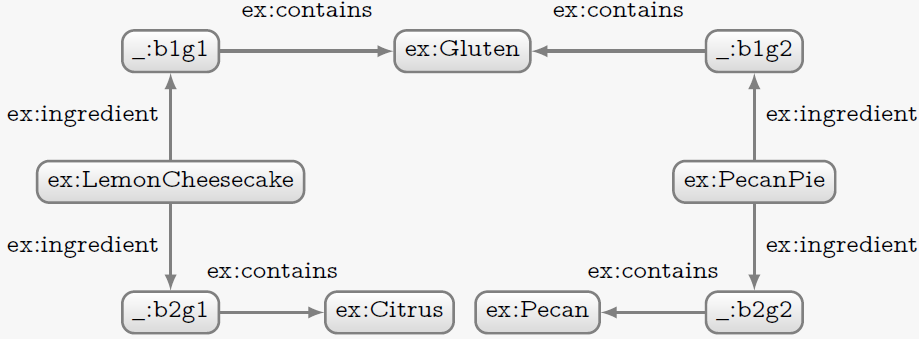 ex:contains ex:contains
_:b1g1 ex:Gluten _:b1g2
ex:ingredient ex:ingredient
ex:LemonCheesecake ex:PecanPie
ex:ingredient ex:ingredient
ex:contains ex:contains
_:b2g1 ex:Citrus ex:Pecan _:b2g2